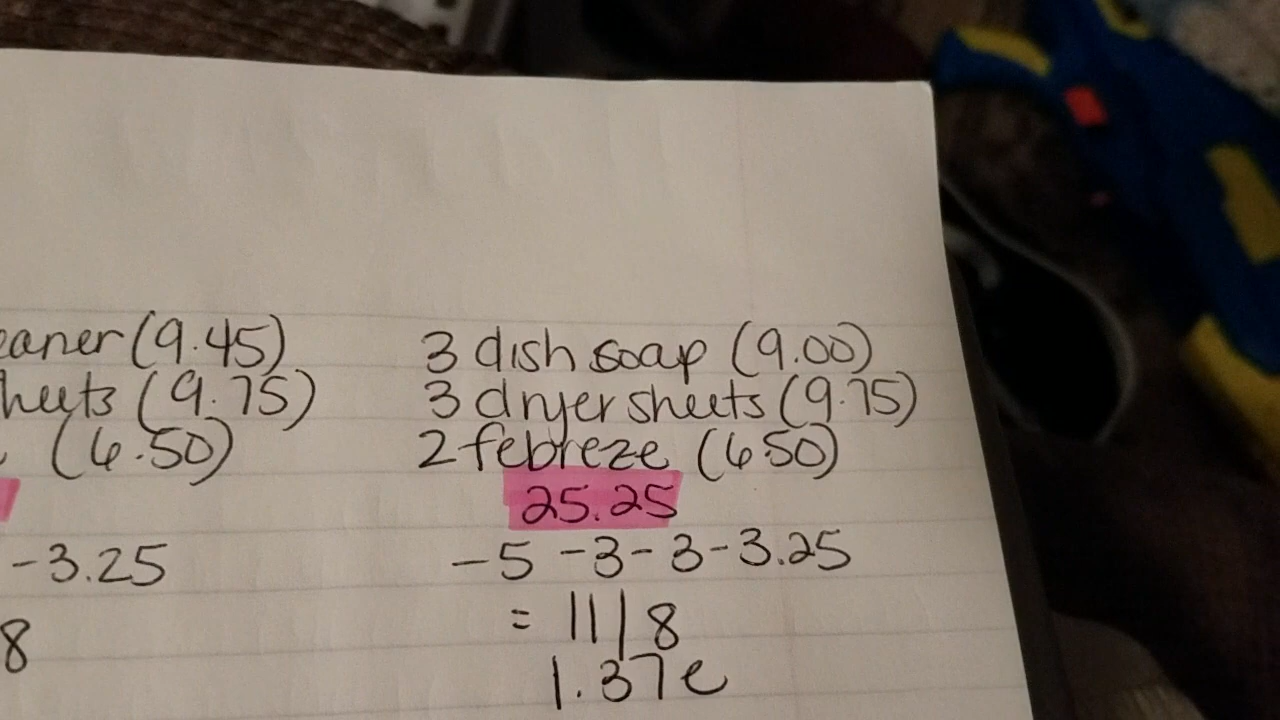 eaner (9.45)
heets (9.75)
(6.50)
-3.25
8
3 dish soap (9.00)
3 dryer sheets (9.75)
2 febreze (6.50)
25.25
-5 -3-3-3.25
= 11/8
1.37e